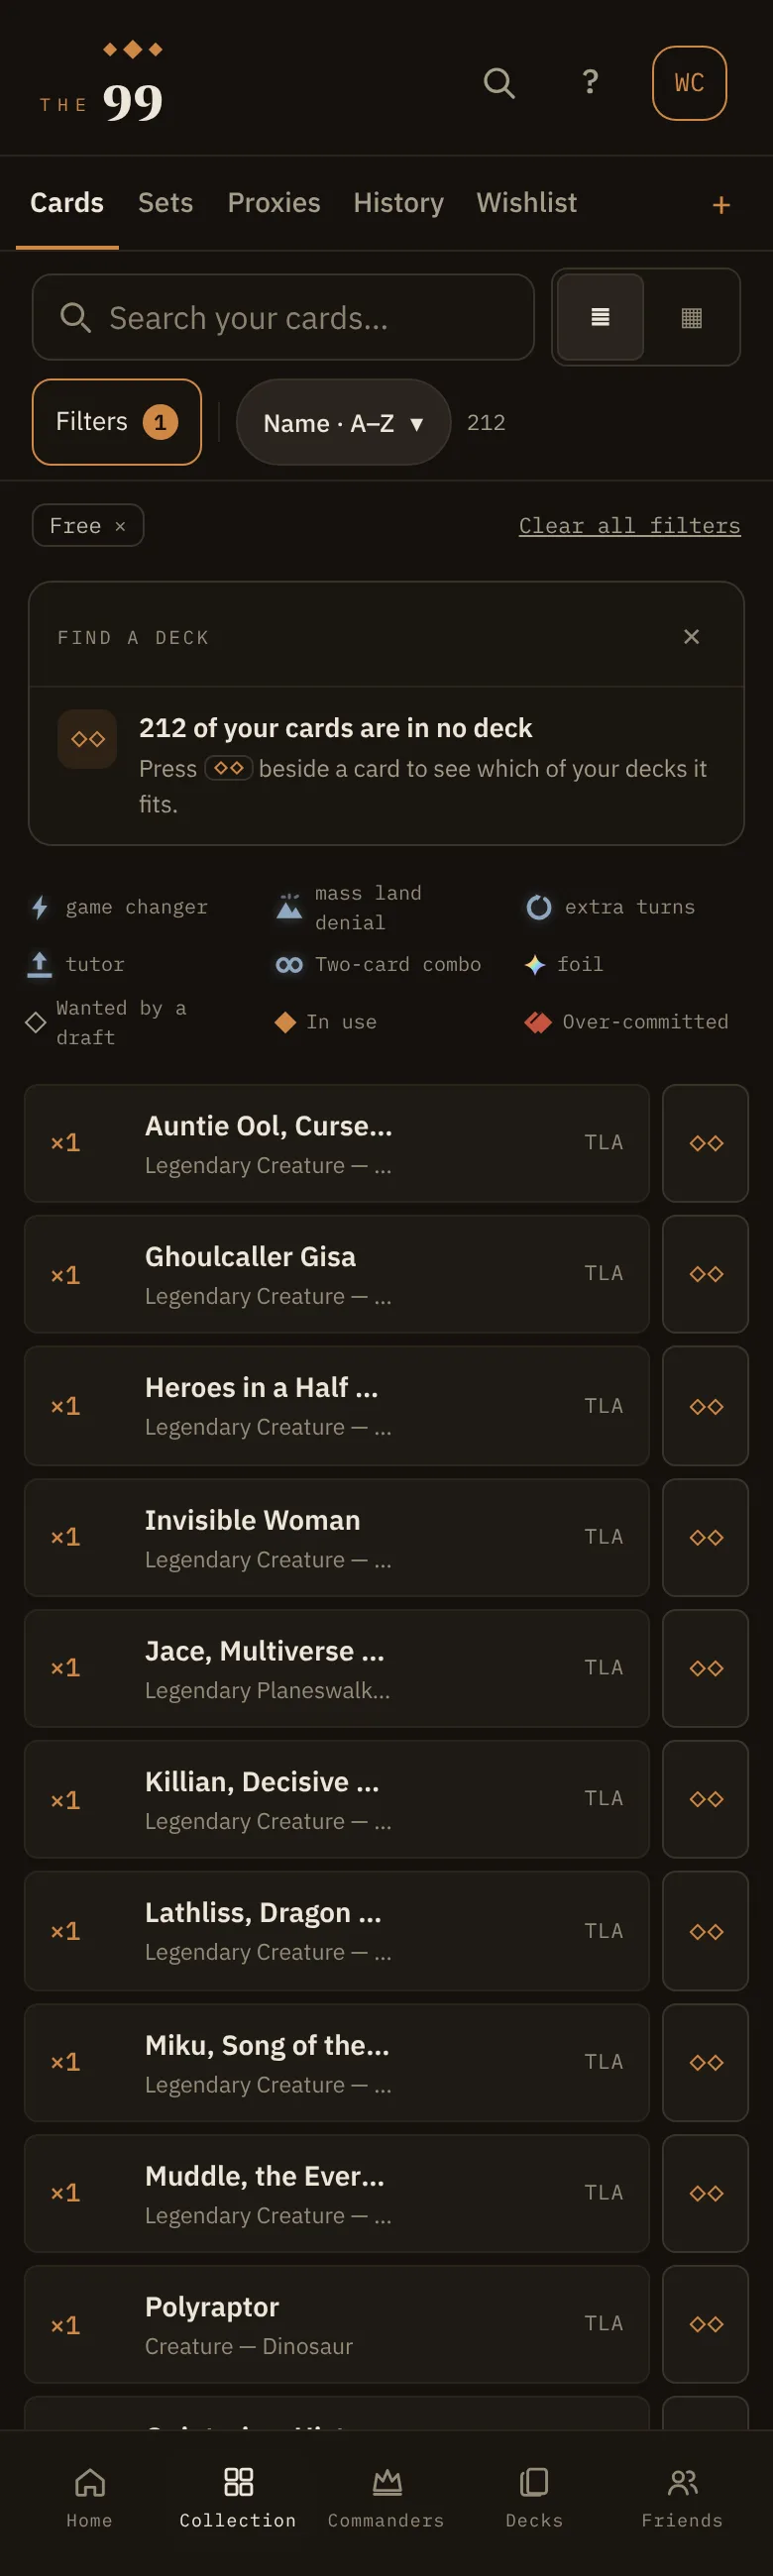 THE 99
?
WC
Cards
Sets
Proxies
History
Wishlist
+
Search your cards...
Filters 1
Name · A–Z ▼
212
Free ×
Clear all filters
FIND A DECK
×
212 of your cards are in no deck
Press ◇◇ beside a card to see which of your decks it
fits.
game changer
mass land
denial
extra turns
tutor
Two-card combo
foil
Wanted by a
draft
In use
Over-committed
×1
Auntie Ool, Curse...
Legendary Creature — ...
TLA
×1
Ghoulcaller Gisa
Legendary Creature — ...
TLA
×1
Heroes in a Half ...
Legendary Creature — ...
TLA
×1
Invisible Woman
Legendary Creature — ...
TLA
×1
Jace, Multiverse ...
Legendary Planeswalk...
TLA
×1
Killian, Decisive ...
Legendary Creature — ...
TLA
×1
Lathliss, Dragon ...
Legendary Creature — ...
TLA
×1
Miku, Song of the...
Legendary Creature — ...
TLA
×1
Muddle, the Ever...
Legendary Creature — ...
TLA
×1
Polyraptor
Creature — Dinosaur
TLA
Home
Collection
Commanders
Decks
Friends